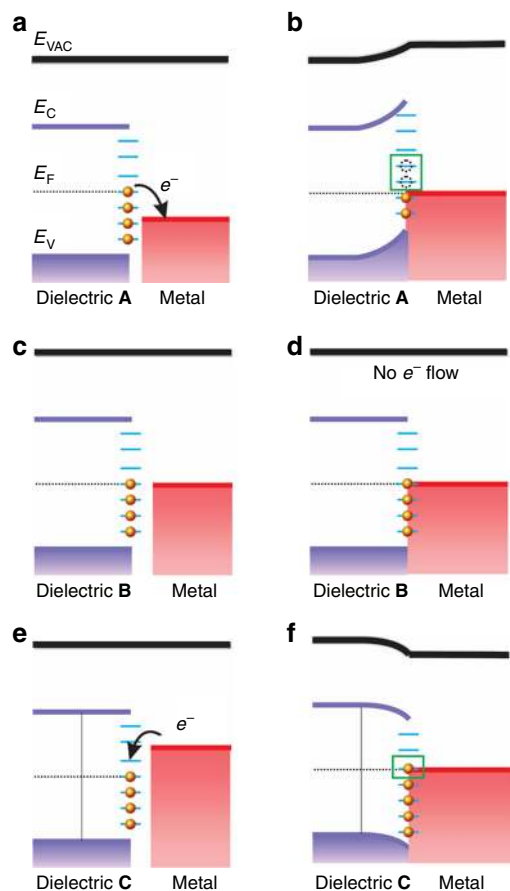 a
b
E_VAC
E_C
E_F
e⁻
E_V
Dielectric A Metal
Dielectric A Metal
c
d
No e⁻ flow
Dielectric B Metal
Dielectric B Metal
e
f
e⁻
Dielectric C Metal
Dielectric C Metal